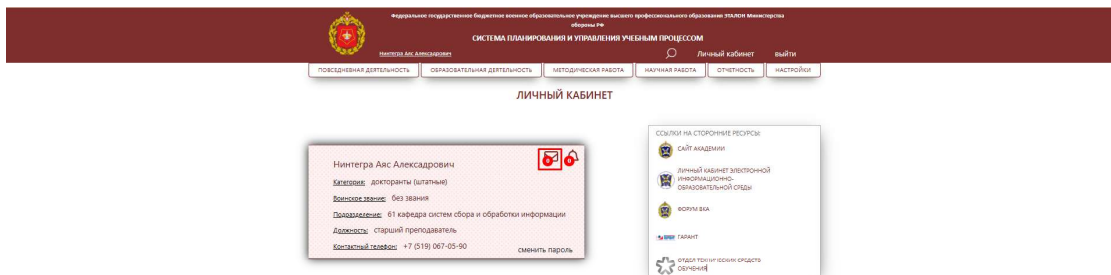 Федеральное государственное бюджетное военное образовательное учреждение высшего профессионального образования ЭТАЛОН Министерства
обороны РФ
СИСТЕМА ПЛАНИРОВАНИЯ И УПРАВЛЕНИЯ УЧЕБНЫМ ПРОЦЕССОМ
Нинтегра Аяс Алексадрович Личный кабинет выйти
ПОВСЕДНЕВНАЯ ДЕЯТЕЛЬНОСТЬ ОБРАЗОВАТЕЛЬНАЯ ДЕЯТЕЛЬНОСТЬ МЕТОДИЧЕСКАЯ РАБОТА НАУЧНАЯ РАБОТА ОТЧЕТНОСТЬ НАСТРОЙКИ
ЛИЧНЫЙ КАБИНЕТ
Нинтегра Аяс Алексадрович 0 0
Категория: докторанты (штатные)
Воинское звание: без звания
Подразделение: 61 кафедра систем сбора и обработки информации
Должность: старший преподаватель
Контактный телефон: +7 (519) 067-05-90 сменить пароль
ССЫЛКИ НА СТОРОННИЕ РЕСУРСЫ:
САЙТ АКАДЕМИИ
ЛИЧНЫЙ КАБИНЕТ ЭЛЕКТРОННОЙ
ИНФОРМАЦИОННО-
ОБРАЗОВАТЕЛЬНОЙ СРЕДЫ
ФОРУМ ВКА
ГАРАНТ
ОТДЕЛ ТЕХНИЧЕСКИХ СРЕДСТВ
ОБУЧЕНИЯ